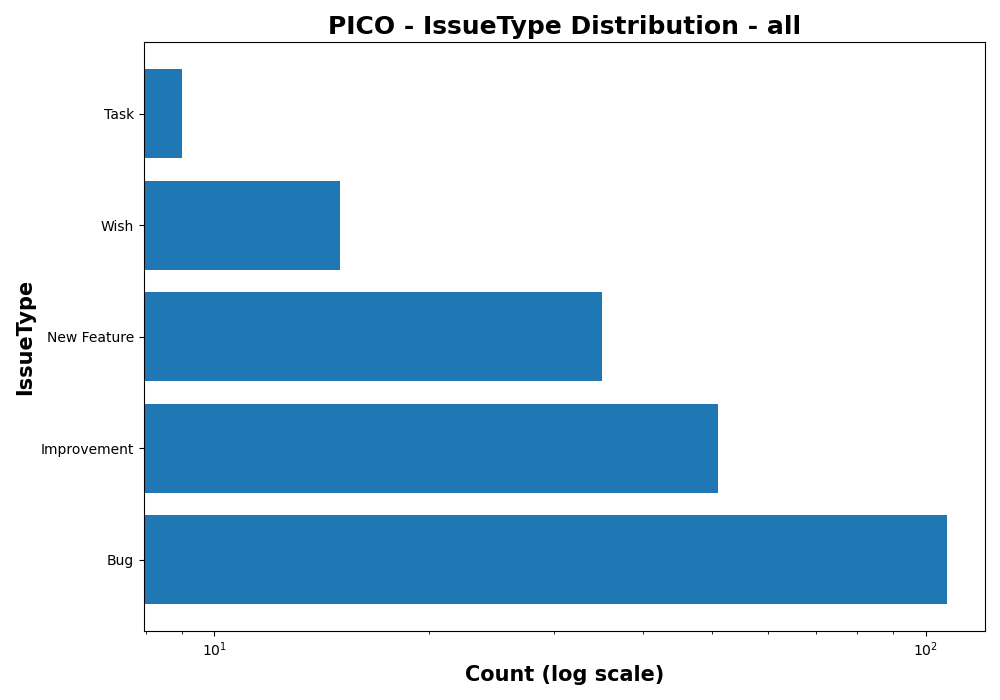 PICO - IssueType Distribution - all
IssueType
Task
Wish
New Feature
Improvement
Bug
10¹
10²
Count (log scale)